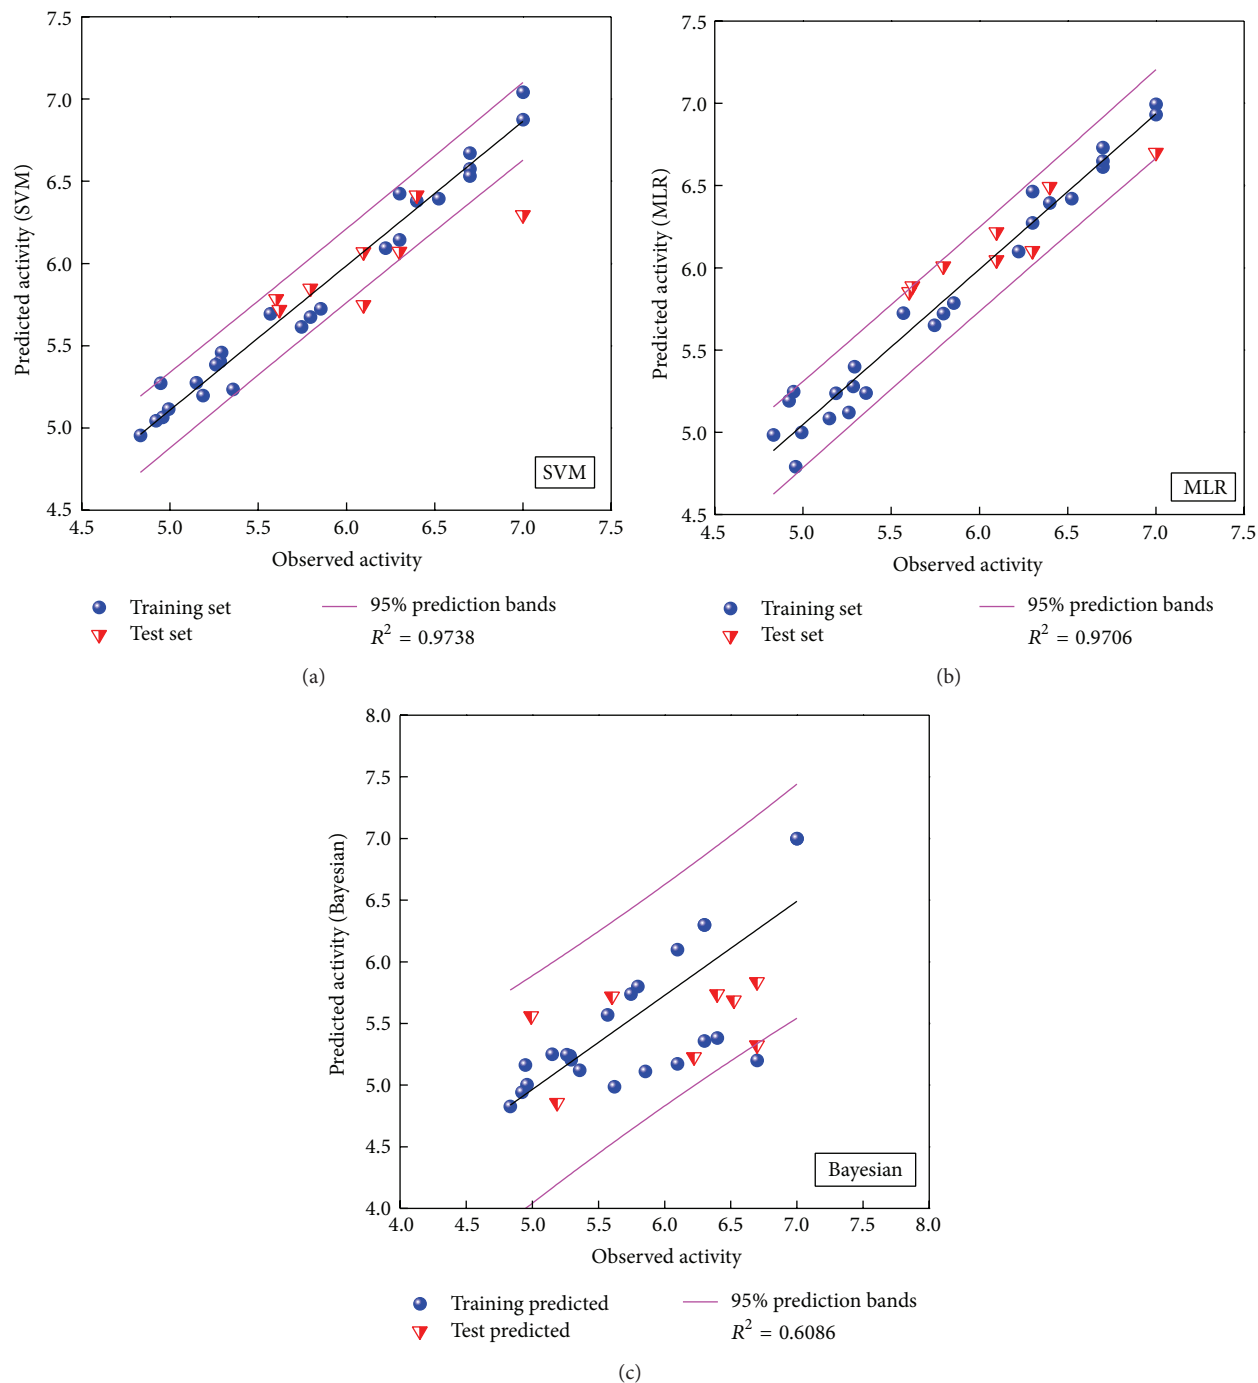 7.5
7.0
6.5
6.0
5.5
5.0
4.5
Predicted activity (SVM)
SVM
4.5 5.0 5.5 6.0 6.5 7.0 7.5
Observed activity
Training set
Test set
95% prediction bands
R² = 0.9738
(a)
7.5
7.0
6.5
6.0
5.5
5.0
4.5
Predicted activity (MLR)
MLR
4.5 5.0 5.5 6.0 6.5 7.0 7.5
Observed activity
Training set
Test set
95% prediction bands
R² = 0.9706
(b)
8.0
7.5
7.0
6.5
6.0
5.5
5.0
4.5
4.0
Predicted activity (Bayesian)
Bayesian
4.0 4.0 5.0 5.5 6.0 6.5 7.0 8.0
Observed activity
Training predicted
Test predicted
95% prediction bands
R² = 0.6086
(c)